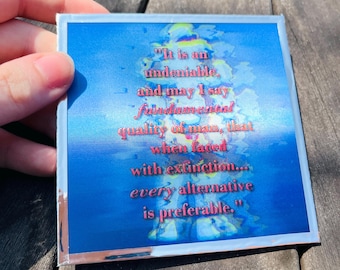 "It is an
undeniable,
and may I say
fundamental
quality of man, that
when faced
with extinction...
every alternative
is preferable."